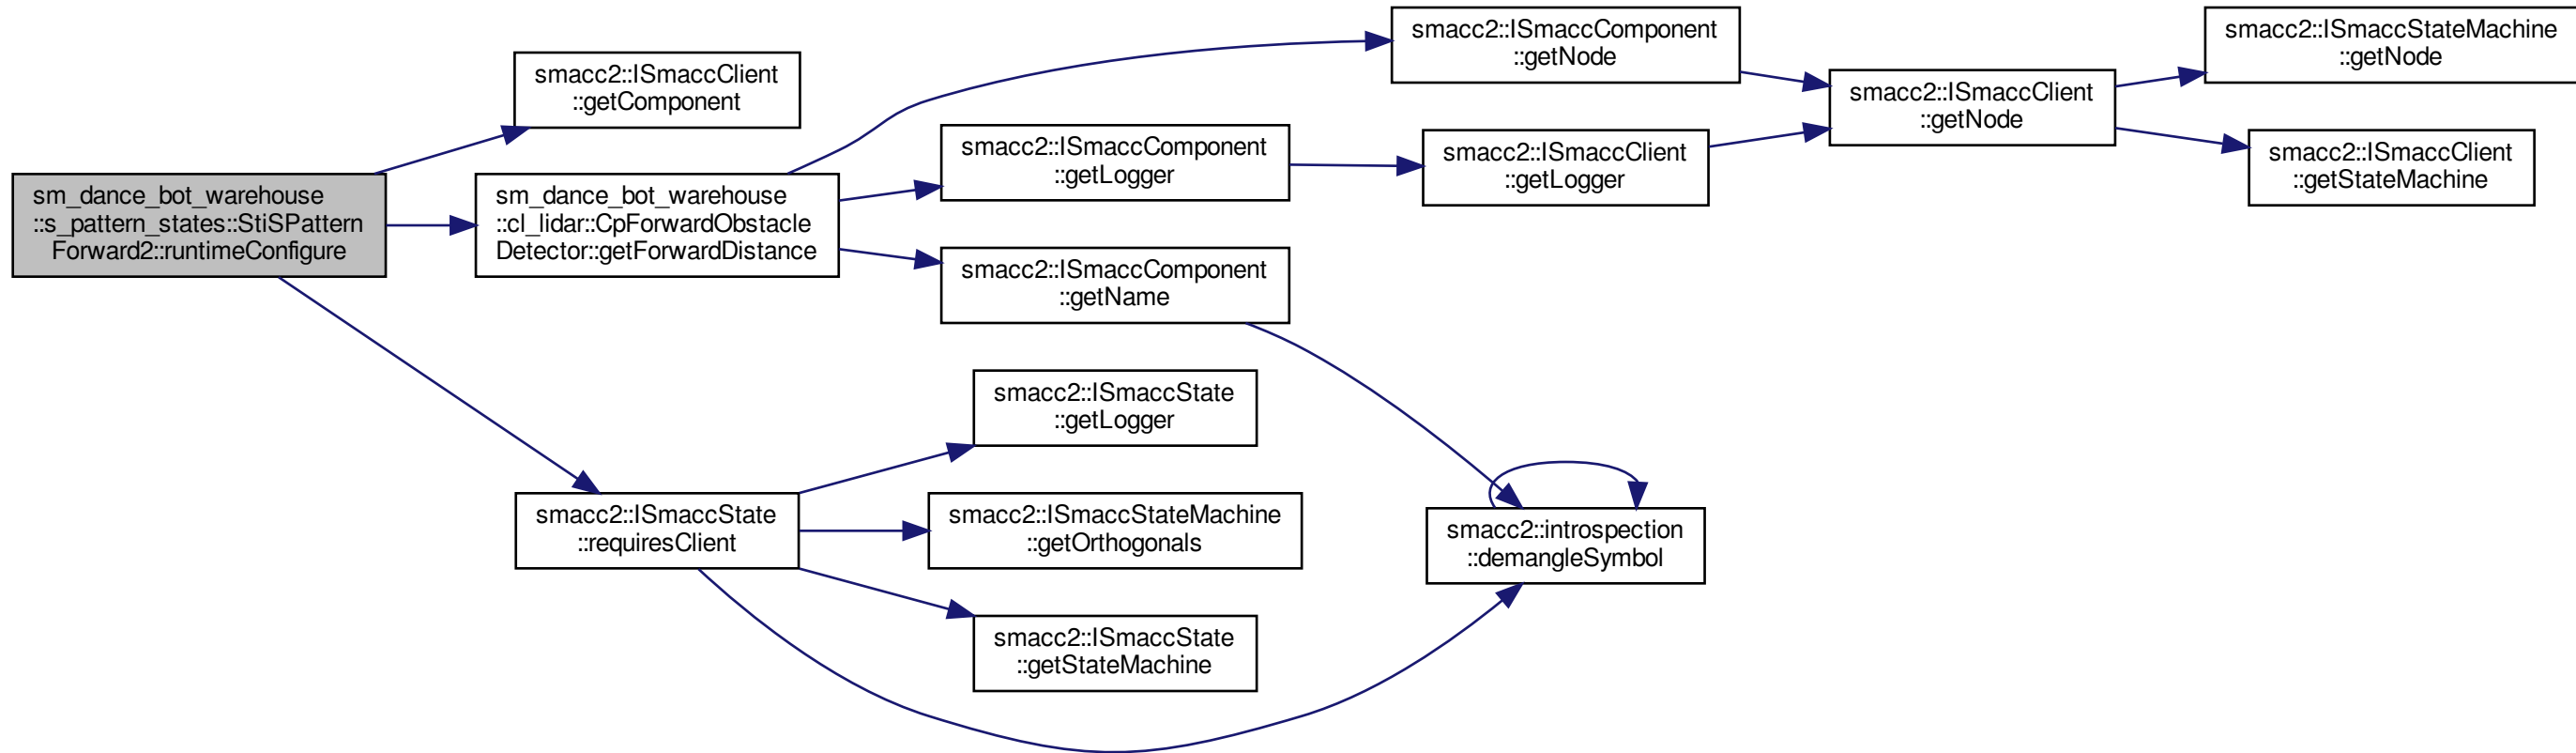 sm_dance_bot_warehouse
::s_pattern_states::StiSPattern
Forward2::runtimeConfigure
smacc2::ISmaccClient
::getComponent
sm_dance_bot_warehouse
::cl_lidar::CpForwardObstacle
Detector::getForwardDistance
smacc2::ISmaccState
::requiresClient
smacc2::ISmaccComponent
::getLogger
smacc2::ISmaccComponent
::getName
smacc2::ISmaccState
::getLogger
smacc2::ISmaccStateMachine
::getOrthogonals
smacc2::ISmaccState
::getStateMachine
smacc2::ISmaccComponent
::getNode
smacc2::ISmaccClient
::getLogger
smacc2::introspection
::demangleSymbol
smacc2::ISmaccClient
::getNode
smacc2::ISmaccStateMachine
::getNode
smacc2::ISmaccClient
::getStateMachine